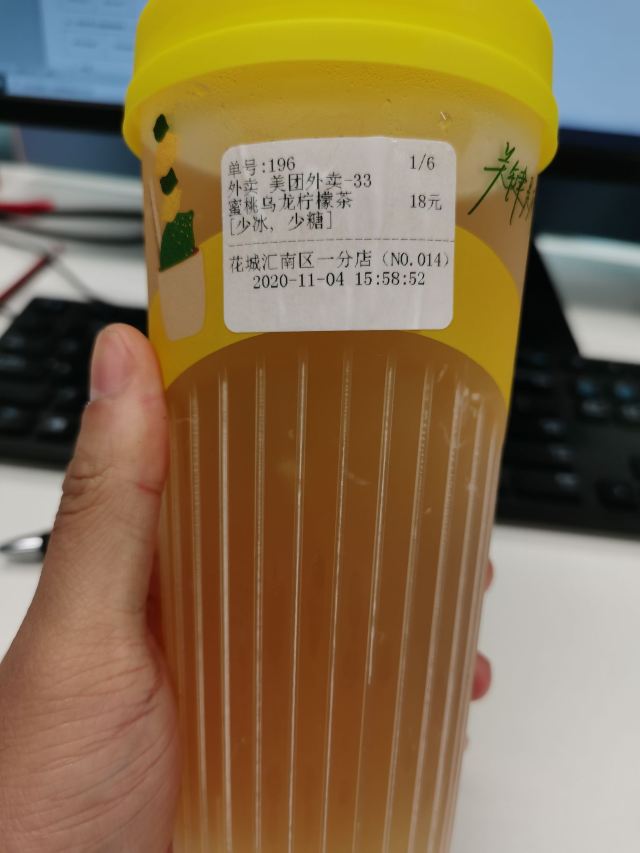 单号:196 1/6
外卖 美团外卖-33
蜜桃乌龙柠檬茶 18元
[少冰, 少糖]
花城汇南区一分店 (NO.014)
2020-11-04 15:58:52